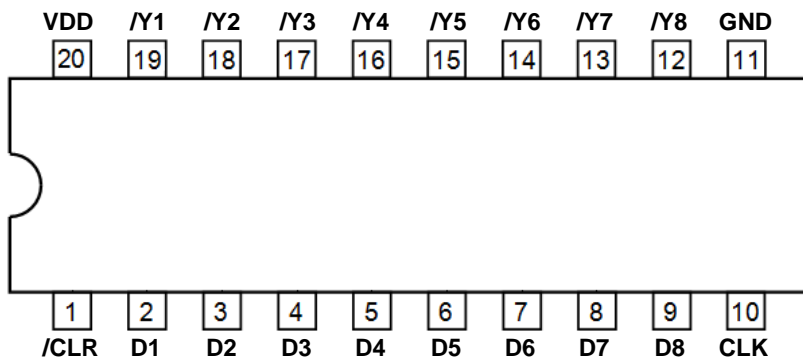 VDD /Y1 /Y2 /Y3 /Y4 /Y5 /Y6 /Y7 /Y8 GND
20 19 18 17 16 15 14 13 12 11
1 2 3 4 5 6 7 8 9 10
/CLR D1 D2 D3 D4 D5 D6 D7 D8 CLK